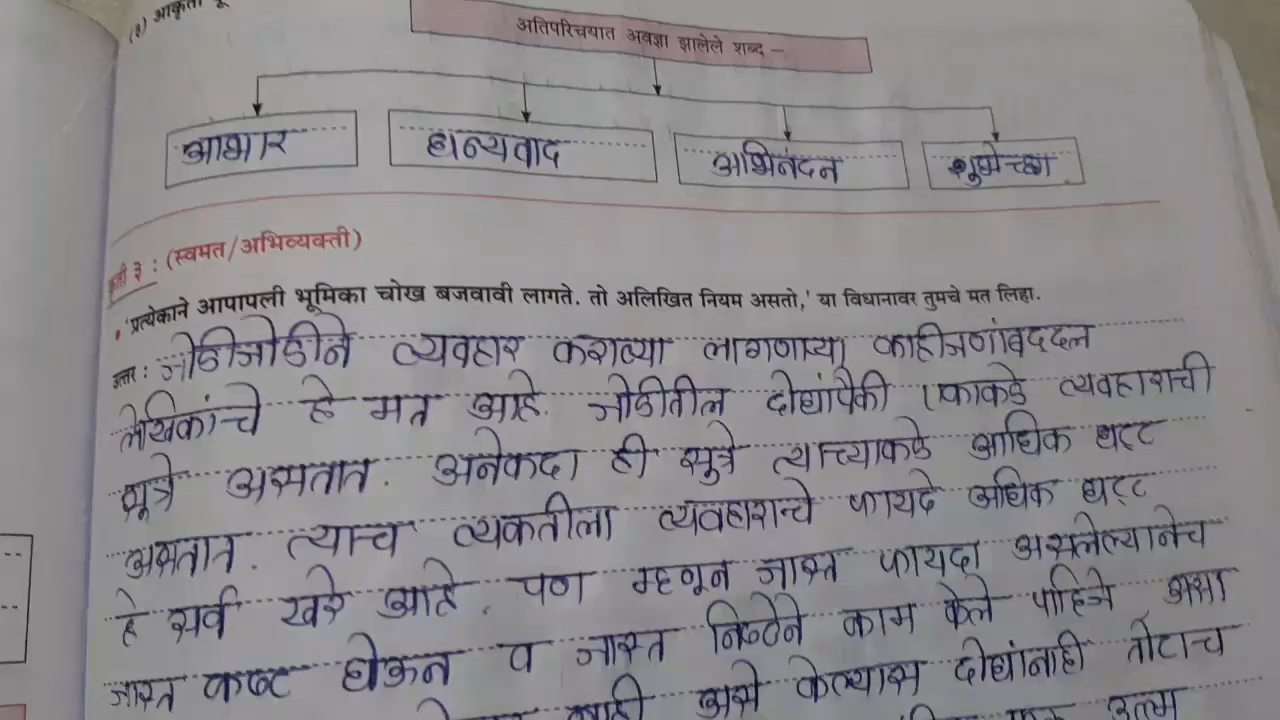 (३) आकृती
अतिपरिचयात अवज्ञा झालेले शब्द –
आभार
धन्यवाद
अभिनंदन
शुभेच्छा
कृती ३ : (स्वमत/अभिव्यक्ती)
• 'प्रत्येकाने आपापली भूमिका चोख बजवावी लागते. तो अलिखित नियम असतो,' या विधानावर तुमचे मत लिहा.
उत्तर : जोडीजोडीने व्यवहार कराव्या लागणाऱ्या काहीजणांबद्दल
लेखिकांचे हे मत आहे. जोडीतील दोघांपैकी एकाकडे व्यवहाराची
सूत्रे असतात. अनेकदा ही सूत्रे त्याच्याकडे अधिक घट्ट
असतात. त्याच व्यक्तीला व्यवहाराचे फायदे अधिक घट्ट
हे सर्व खरे आहे. पण म्हणून जास्त फायदा असलेल्यानेच
जास्त कष्ट घेऊन व जास्त निष्ठेने काम केले पाहिजे असा
नाही असे केल्यास दोघांनाही तोटाच